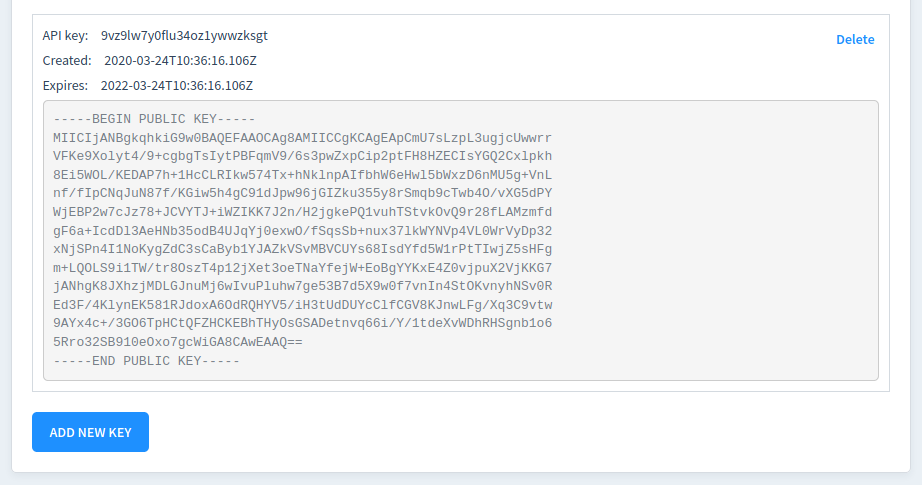 API key: 9vz9lw7y0flu34oz1ywwzksgt
Delete
Created: 2020-03-24T10:36:16.106Z
Expires: 2022-03-24T10:36:16.106Z
-----BEGIN PUBLIC KEY-----
MIICIjANBgkqhkiG9w0BAQEFAAOCAg8AMIICCgKCAgEApCmU7sLzpL3ugjcUwwrr
VFKe9Xolyt4/9+cgbgTsIytPBFqmV9/6s3pwZxpCip2ptFH8HZECIsYGQ2Cxlpkh
8Ei5WOL/KEDAP7h+1HcCLRIkw574Tx+hNklnpAIfbhW6eHwl5bWxzD6nMU5g+VnL
nf/fIpCNqJuN87f/KGiw5h4gC91dJpw96jGIZku355y8rSmqb9cTwb4O/vXG5dPY
WjEBP2w7cJz78+JCVYTJ+iWZIKK7J2n/H2jgkePQ1vuhTStvkOvQ9r28fLAMzmfd
gF6a+IcdDl3AeHNb35odB4UJqYj0exwO/fSqsSb+nux37lkWYNVp4VL0WrVyDp32
xNjSPn4I1NoKygZdC3sCaByb1YJAZkVSvMBVCUYs68IsdYfd5W1rPtTIwjZ5sHFg
m+LQOLS9i1TW/tr8OszT4p12jXet3oeTNaYfejW+EoBgYYKxE4Z0vjpuX2VjKKG7
jANhgK8JXhzjMDLGJnuMj6wIvuPluhw7ge53B7d5X9w0f7vnIn4StOKvnyhNSv0R
Ed3F/4KlynEK581RJdoxA6OdRQHYV5/iH3tUdDUYcClfCGV8KJnwLFg/Xq3C9vtw
9AYx4c+/3GO6TpHCtQFZHCKEBhTHyOsGSADetnvq66i/Y/1tdeXvWDhRHSgnb1o6
5Rro32SB910eOxo7gcWiGA8CAwEAAQ==
-----END PUBLIC KEY-----
ADD NEW KEY